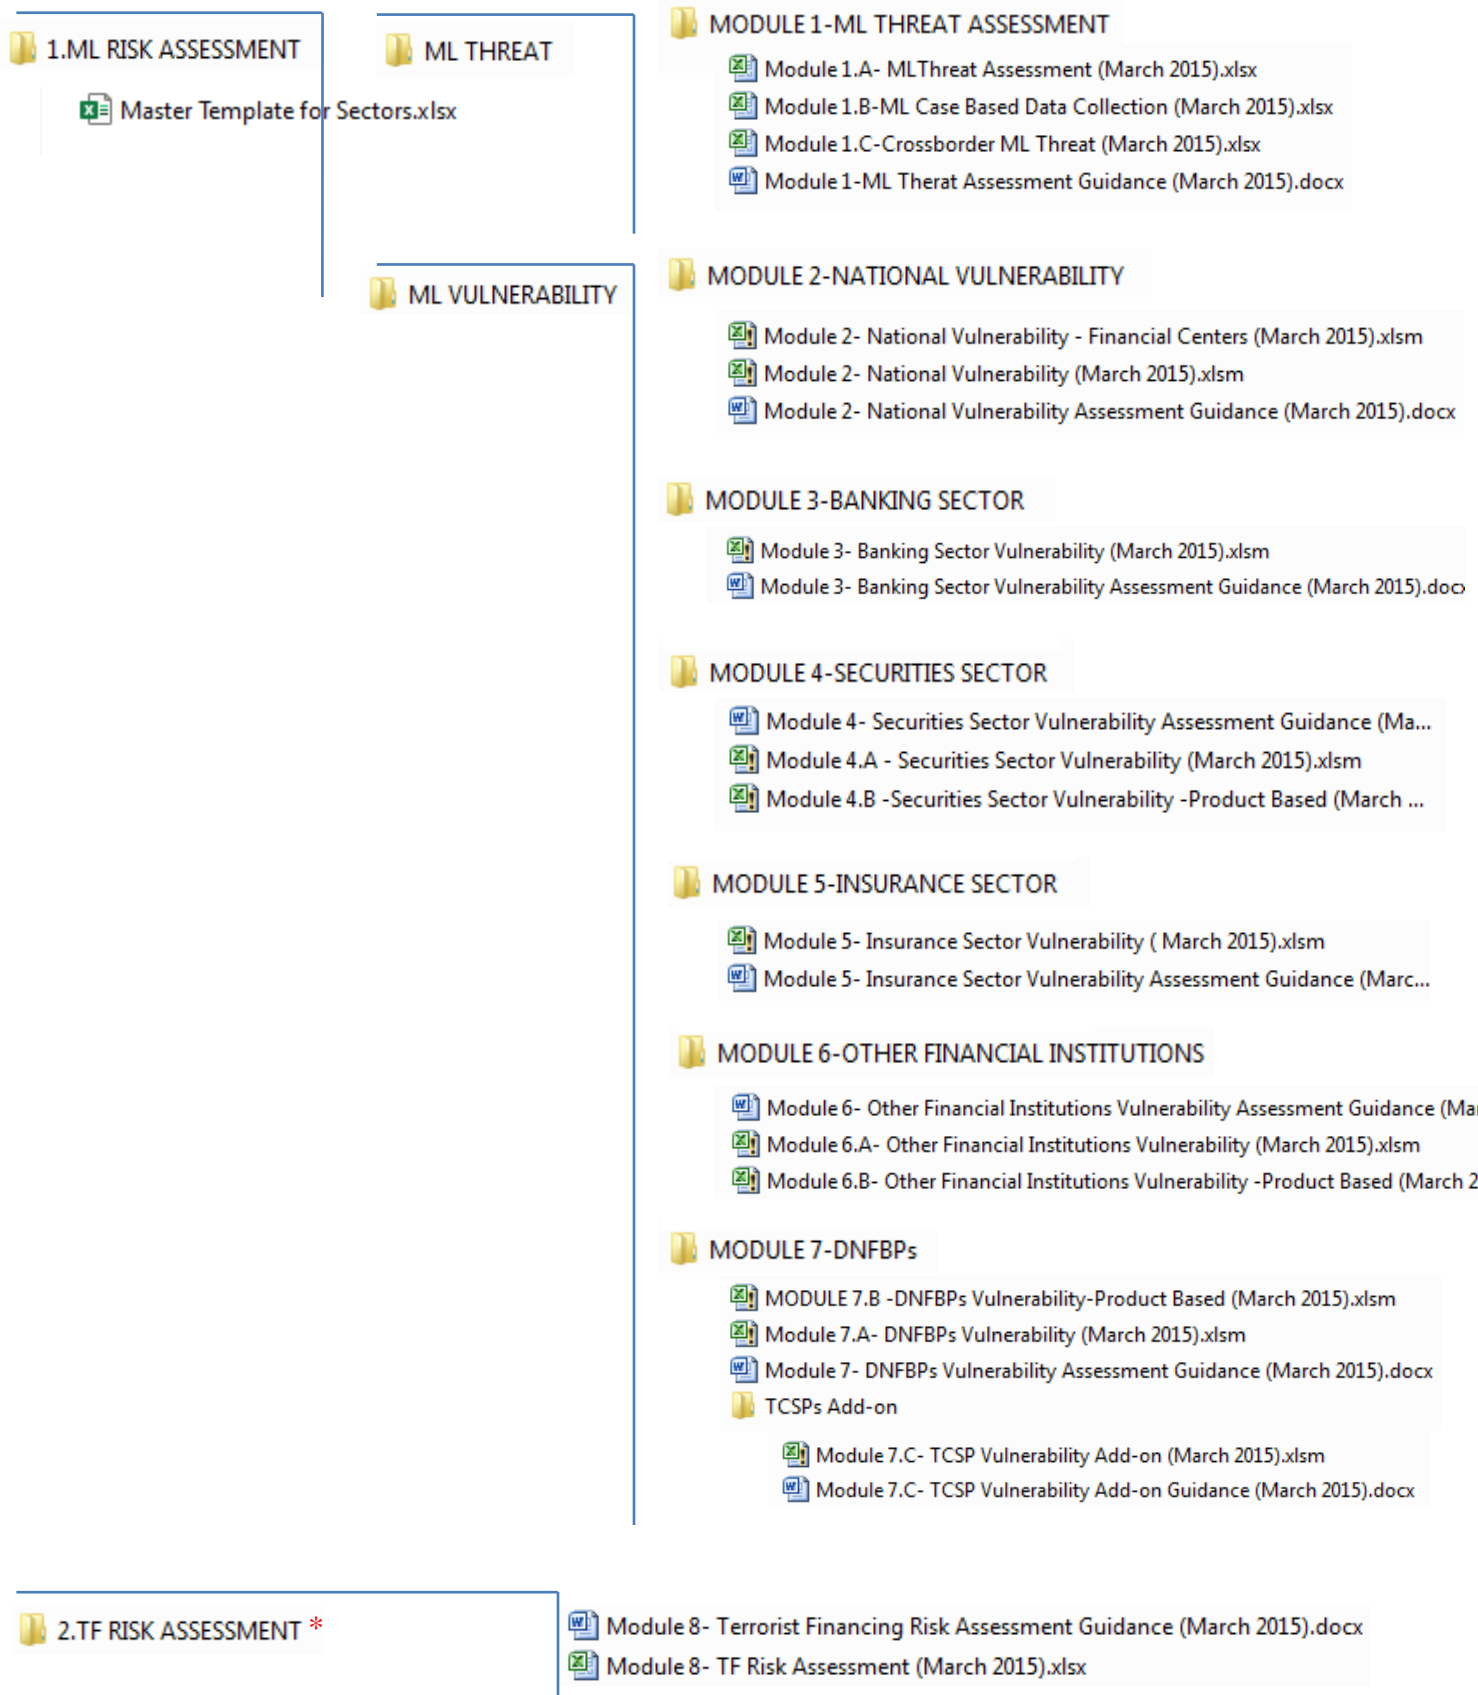 1.ML RISK ASSESSMENT
Master Template for Sectors.xlsx
ML THREAT
MODULE 1-ML THREAT ASSESSMENT
Module 1.A- MLThreat Assessment (March 2015).xlsx
Module 1.B-ML Case Based Data Collection (March 2015).xlsx
Module 1.C-Crossborder ML Threat (March 2015).xlsx
Module 1-ML Therat Assessment Guidance (March 2015).docx
ML VULNERABILITY
MODULE 2-NATIONAL VULNERABILITY
Module 2- National Vulnerability - Financial Centers (March 2015).xlsm
Module 2- National Vulnerability (March 2015).xlsm
Module 2- National Vulnerability Assessment Guidance (March 2015).docx
MODULE 3-BANKING SECTOR
Module 3- Banking Sector Vulnerability (March 2015).xlsm
Module 3- Banking Sector Vulnerability Assessment Guidance (March 2015).docx
MODULE 4-SECURITIES SECTOR
Module 4- Securities Sector Vulnerability Assessment Guidance (Ma...
Module 4.A - Securities Sector Vulnerability (March 2015).xlsm
Module 4.B -Securities Sector Vulnerability -Product Based (March ...
MODULE 5-INSURANCE SECTOR
Module 5- Insurance Sector Vulnerability ( March 2015).xlsm
Module 5- Insurance Sector Vulnerability Assessment Guidance (Marc...
MODULE 6-OTHER FINANCIAL INSTITUTIONS
Module 6- Other Financial Institutions Vulnerability Assessment Guidance (Mar
Module 6.A- Other Financial Institutions Vulnerability (March 2015).xlsm
Module 6.B- Other Financial Institutions Vulnerability -Product Based (March 2
MODULE 7-DNFBPs
MODULE 7.B -DNFBPs Vulnerability-Product Based (March 2015).xlsm
Module 7.A- DNFBPs Vulnerability (March 2015).xlsm
Module 7- DNFBPs Vulnerability Assessment Guidance (March 2015).docx
TCSPs Add-on
Module 7.C- TCSP Vulnerability Add-on (March 2015).xlsm
Module 7.C- TCSP Vulnerability Add-on Guidance (March 2015).docx
2.TF RISK ASSESSMENT *
Module 8- Terrorist Financing Risk Assessment Guidance (March 2015).docx
Module 8- TF Risk Assessment (March 2015).xlsx